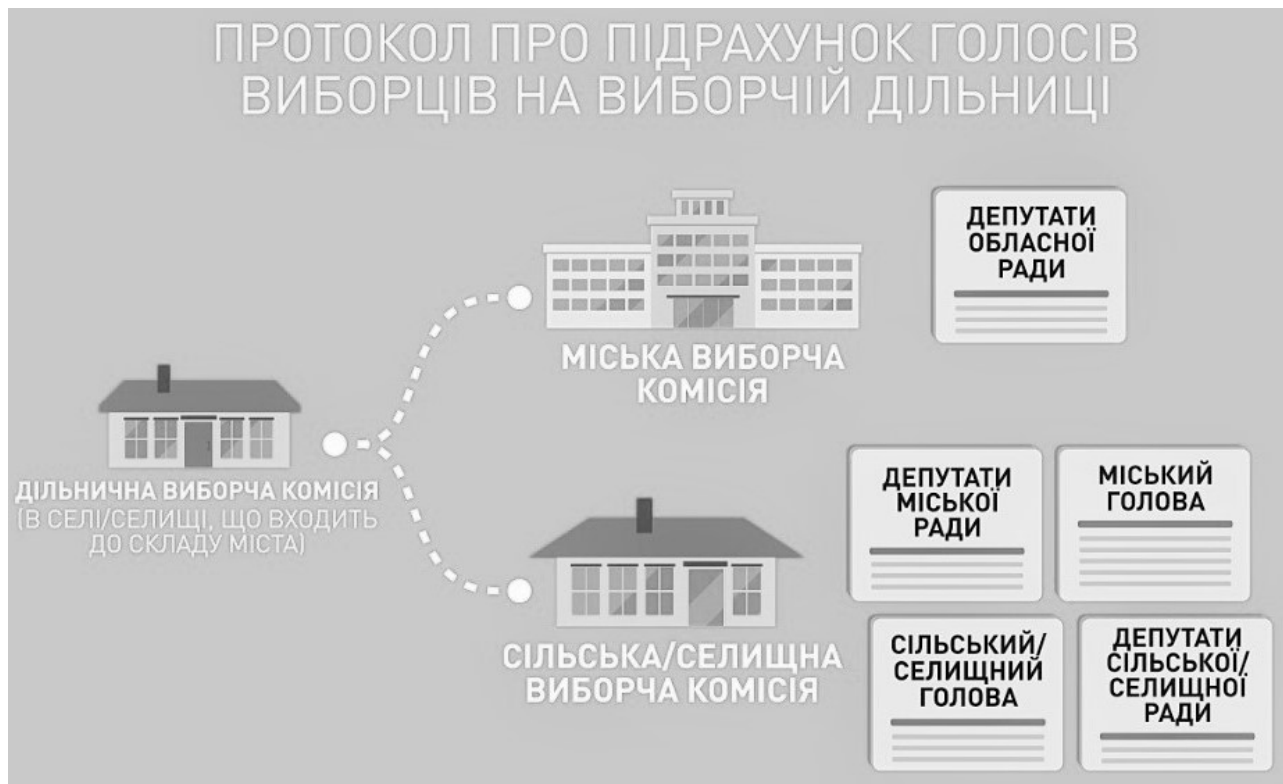 ПРОТОКОЛ ПРО ПІДРАХУНОК ГОЛОСІВ
ВИБОРЦІВ НА ВИБОРЧІЙ ДІЛЬНИЦІ
ДЕПУТАТИ
ОБЛАСНОЇ
РАДИ
МІСЬКА ВИБОРЧА
КОМІСІЯ
ДІЛЬНИЧНА ВИБОРЧА КОМІСІЯ
(В СЕЛІ/СЕЛИЩІ, ЩО ВХОДИТЬ
ДО СКЛАДУ МІСТА)
ДЕПУТАТИ
МІСЬКОЇ
РАДИ
МІСЬКИЙ
ГОЛОВА
СІЛЬСЬКА/СЕЛИЩНА
ВИБОРЧА КОМІСІЯ
СІЛЬСЬКИЙ/
СЕЛИЩНИЙ
ГОЛОВА
ДЕПУТАТИ
СІЛЬСЬКОЇ/
СЕЛИЩНОЇ
РАДИ